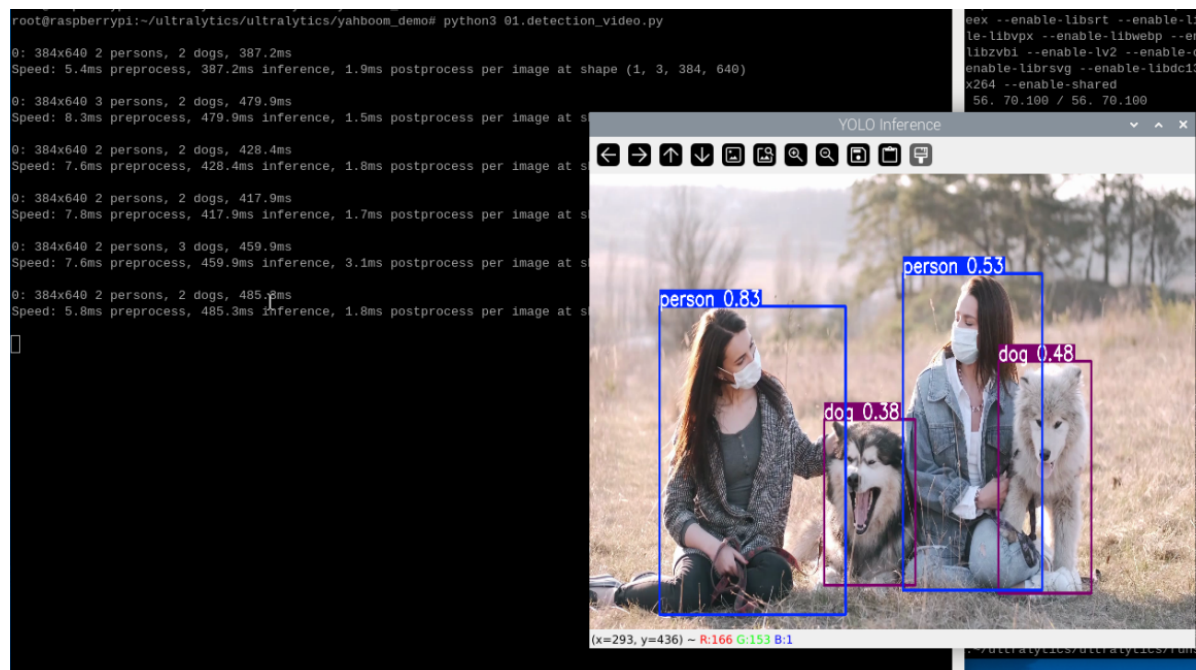 root@raspberrypi:~/ultralytics/ultralytics/yahboom_demo# python3 01.detection_video.py
0: 384x640 2 persons, 2 dogs, 387.2ms
Speed: 5.4ms preprocess, 387.2ms inference, 1.9ms postprocess per image at shape (1, 3, 384, 640)
0: 384x640 3 persons, 2 dogs, 479.9ms
Speed: 8.3ms preprocess, 479.9ms inference, 1.5ms postprocess per image at s
0: 384x640 2 persons, 2 dogs, 428.4ms
Speed: 7.6ms preprocess, 428.4ms inference, 1.8ms postprocess per image at s
0: 384x640 2 persons, 2 dogs, 417.9ms
Speed: 7.8ms preprocess, 417.9ms inference, 1.7ms postprocess per image at s
0: 384x640 2 persons, 3 dogs, 459.9ms
Speed: 7.6ms preprocess, 459.9ms inference, 3.1ms postprocess per image at s
0: 384x640 2 persons, 2 dogs, 485.3ms
Speed: 5.8ms preprocess, 485.3ms inference, 1.8ms postprocess per image at s
eex --enable-libsrt --enable-l
le-libvpx --enable-libwebp --e
libzvbi --enable-lv2 --enable-
enable-librsvg --enable-libdc1
x264 --enable-shared
56. 70.100 / 56. 70.100
YOLO Inference
person 0.53
person 0.83
dog 0.48
dog 0.38
(x=293, y=436) ~ R:166 G:153 B:1